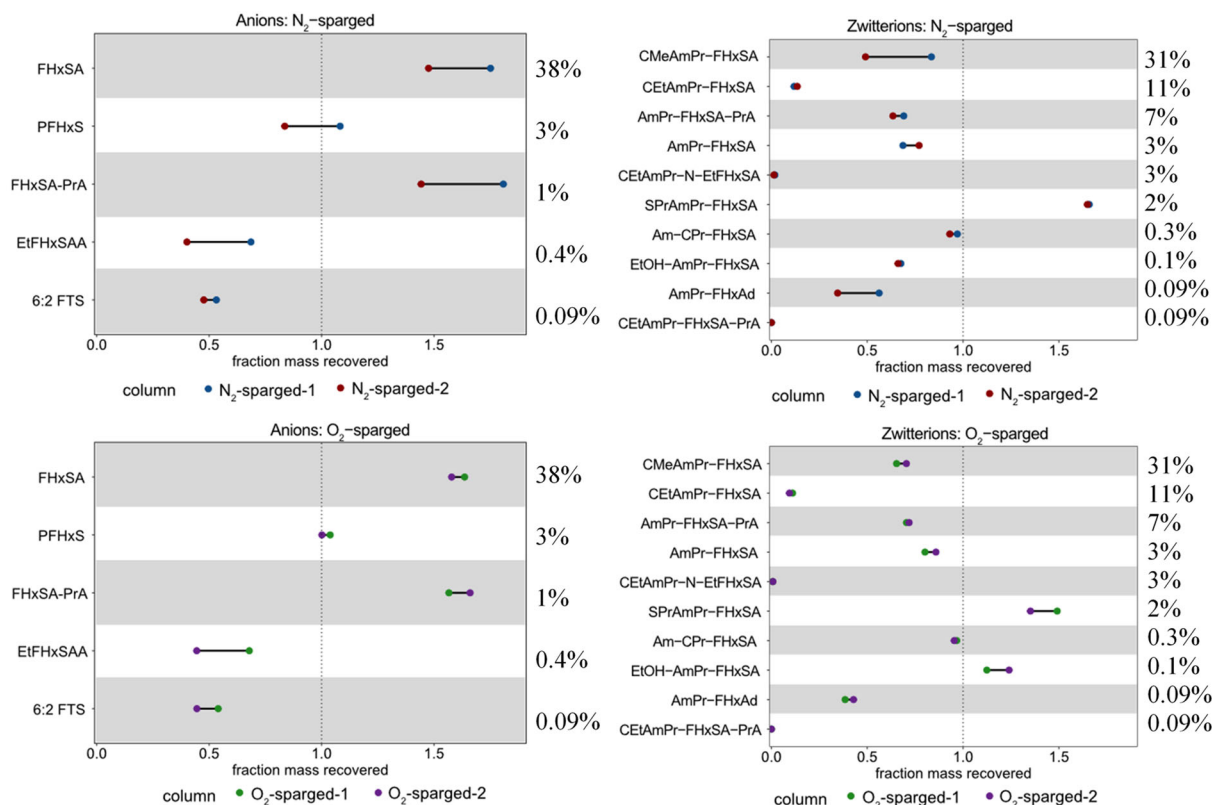 Anions: N₂−sparged
FHxSA 38%
PFHxS 3%
FHxSA-PrA 1%
EtFHxSAA 0.4%
6:2 FTS 0.09%
0.0 0.5 1.0 1.5
fraction mass recovered
column N₂-sparged-1 N₂-sparged-2
Zwitterions: N₂−sparged
CMeAmPr−FHxSA 31%
CEtAmPr−FHxSA 11%
AmPr−FHxSA-PrA 7%
AmPr−FHxSA 3%
CEtAmPr−N−EtFHxSA 3%
SPrAmPr−FHxSA 2%
Am−CPr−FHxSA 0.3%
EtOH−AmPr−FHxSA 0.1%
AmPr−FHxAd 0.09%
CEtAmPr−FHxSA-PrA 0.09%
0.0 0.5 1.0 1.5
fraction mass recovered
column N₂-sparged-1 N₂-sparged-2
Anions: O₂−sparged
FHxSA 38%
PFHxS 3%
FHxSA-PrA 1%
EtFHxSAA 0.4%
6:2 FTS 0.09%
0.0 0.5 1.0 1.5
fraction mass recovered
column O₂-sparged-1 O₂-sparged-2
Zwitterions: O₂−sparged
CMeAmPr−FHxSA 31%
CEtAmPr−FHxSA 11%
AmPr−FHxSA-PrA 7%
AmPr−FHxSA 3%
CEtAmPr−N−EtFHxSA 3%
SPrAmPr−FHxSA 2%
Am−CPr−FHxSA 0.3%
EtOH−AmPr−FHxSA 0.1%
AmPr−FHxAd 0.09%
CEtAmPr−FHxSA-PrA 0.09%
0.0 0.5 1.0 1.5
fraction mass recovered
column O₂-sparged-1 O₂-sparged-2